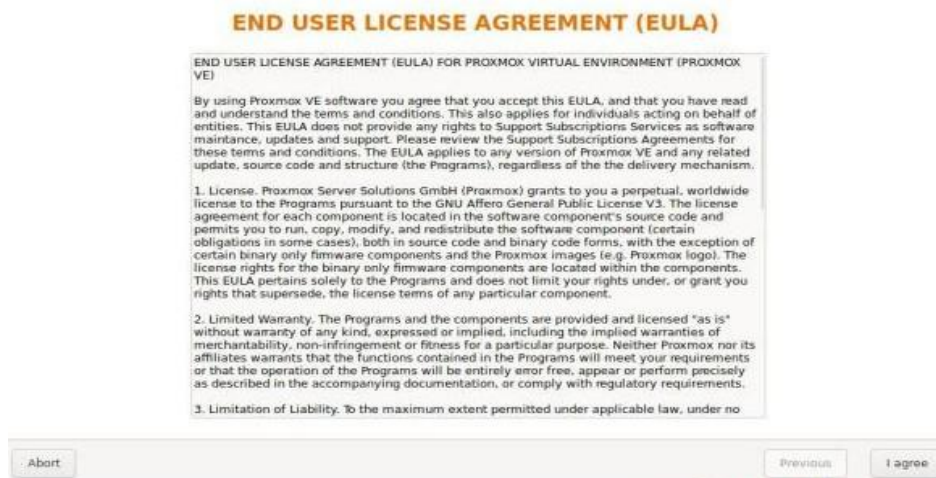 END USER LICENSE AGREEMENT (EULA)
END USER LICENSE AGREEMENT (EULA) FOR PROXMOX VIRTUAL ENVIRONMENT (PROXMOX
VE)
By using Proxmox VE software you agree that you accept this EULA, and that you have read
and understand the terms and conditions. This also applies for individuals acting on behalf of
entities. This EULA does not provide any rights to Support Subscriptions Services as software
maintance, updates and support. Please review the Support Subscriptions Agreements for
these terms and conditions. The EULA applies to any version of Proxmox VE and any related
update, source code and structure (the Programs), regardless of the the delivery mechanism.
1. License. Proxmox Server Solutions GmbH (Proxmox) grants to you a perpetual, worldwide
license to the Programs pursuant to the GNU Affero General Public License V3. The license
agreement for each component is located in the software component's source code and
permits you to run, copy, modify, and redistribute the software component (certain
obligations in some cases), both in source code and binary code forms, with the exception of
certain binary only firmware components and the Proxmox images (e.g. Proxmox logo). The
license rights for the binary only firmware components are located within the components.
This EULA pertains solely to the Programs and does not limit your rights under, or grant you
rights that supersede, the license terms of any particular component.
2. Limited Warranty. The Programs and the components are provided and licensed "as is"
without warranty of any kind, expressed or implied, including the implied warranties of
merchantability, non-infringement or fitness for a particular purpose. Neither Proxmox nor its
affiliates warrants that the functions contained in the Programs will meet your requirements
or that the operation of the Programs will be entirely error free, appear or perform precisely
as described in the accompanying documentation, or comply with regulatory requirements.
3. Limitation of Liability. To the maximum extent permitted under applicable law, under no
Abort
Previous
I agree